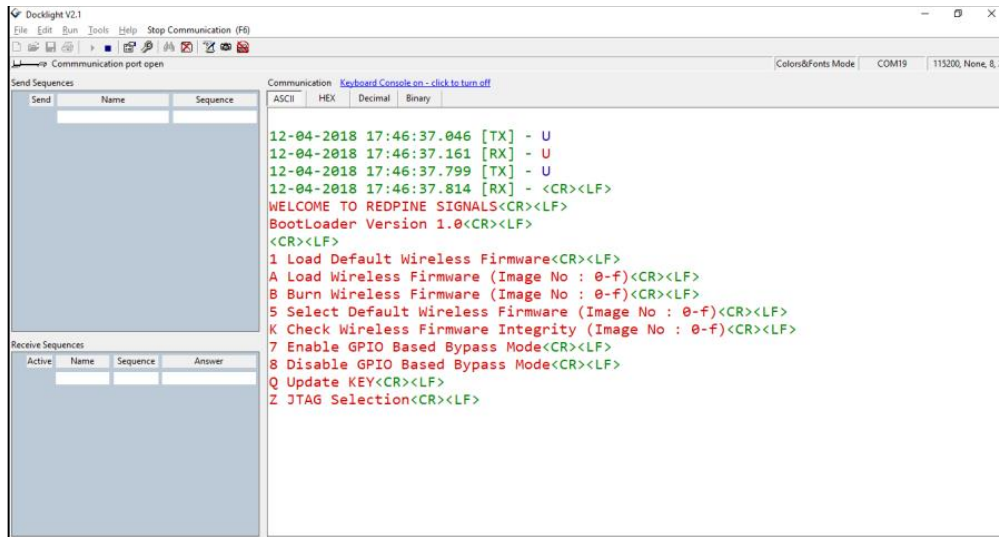 Docklight V2.1
File Edit Run Tools Help Stop Communication (F6)
Commmunication port open
Colors&Fonts Mode COM19 115200, None, 8,
Send Sequences
Send Name Sequence
Communication Keyboard Console on - click to turn off
ASCII HEX Decimal Binary
12-04-2018 17:46:37.046 [TX] - U
12-04-2018 17:46:37.161 [RX] - U
12-04-2018 17:46:37.799 [TX] - U
12-04-2018 17:46:37.814 [RX] - <CR><LF>
WELCOME TO REDPINE SIGNALS<CR><LF>
BootLoader Version 1.0<CR><LF>
<CR><LF>
1 Load Default Wireless Firmware<CR><LF>
A Load Wireless Firmware (Image No : 0-f)<CR><LF>
B Burn Wireless Firmware (Image No : 0-f)<CR><LF>
5 Select Default Wireless Firmware (Image No : 0-f)<CR><LF>
K Check Wireless Firmware Integrity (Image No : 0-f)<CR><LF>
7 Enable GPIO Based Bypass Mode<CR><LF>
8 Disable GPIO Based Bypass Mode<CR><LF>
Q Update KEY<CR><LF>
Z JTAG Selection<CR><LF>
Receive Sequences
Active Name Sequence Answer